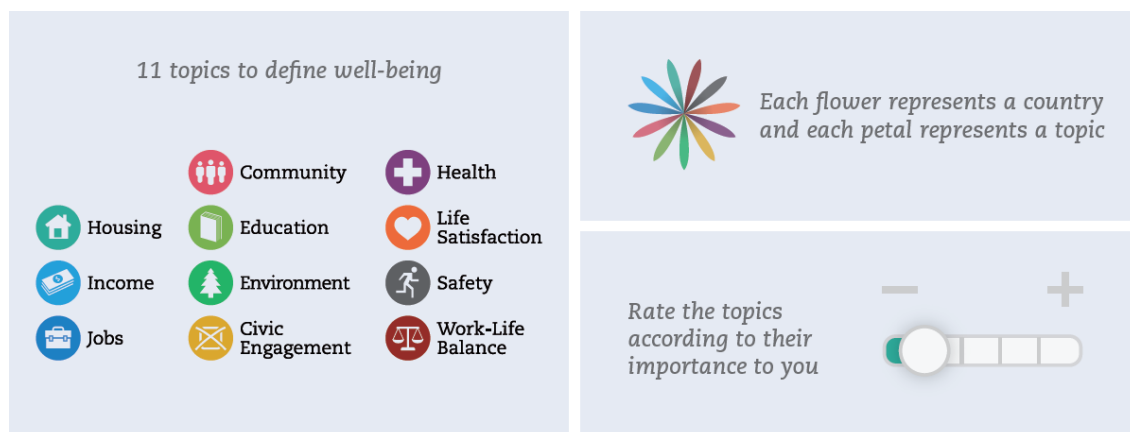 11 topics to define well-being
Housing
Income
Jobs
Community
Education
Environment
Civic
Engagement
Health
Life
Satisfaction
Safety
Work-Life
Balance
Each flower represents a country
and each petal represents a topic
Rate the topics
according to their
importance to you